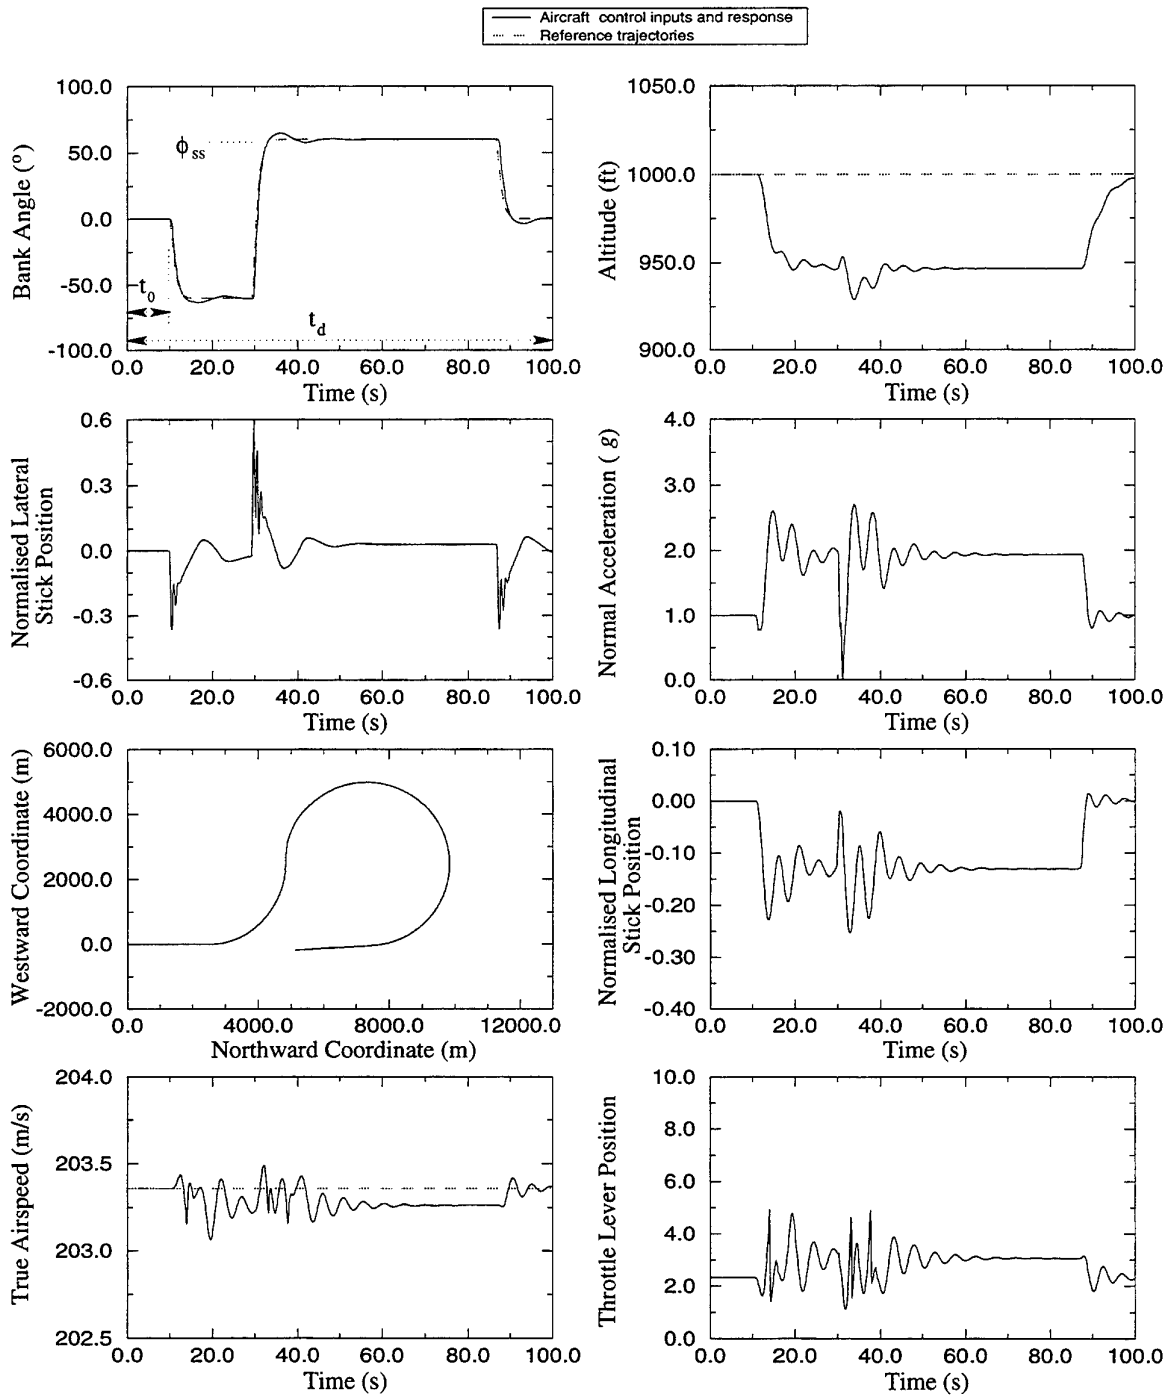 Aircraft control inputs and response
Reference trajectories
100.0
50.0
0.0
-50.0
-100.0
Bank Angle (º)
ϕss
t0
td
0.0 20.0 40.0 60.0 80.0 100.0
Time (s)
1050.0
1000.0
950.0
900.0
Altitude (ft)
0.0 20.0 40.0 60.0 80.0 100.0
Time (s)
0.6
0.3
0.0
-0.3
-0.6
Normalised Lateral
Stick Position
0.0 20.0 40.0 60.0 80.0 100.0
Time (s)
4.0
3.0
2.0
1.0
0.0
Normal Acceleration ( g)
0.0 20.0 40.0 60.0 80.0 100.0
Time (s)
6000.0
4000.0
2000.0
0.0
-2000.0
Westward Coordinate (m)
0.0 4000.0 8000.0 12000.0
Northward Coordinate (m)
0.10
0.00
-0.10
-0.20
-0.30
-0.40
Normalised Longitudinal
Stick Position
0.0 20.0 40.0 60.0 80.0 100.0
Time (s)
204.0
203.5
203.0
202.5
True Airspeed (m/s)
0.0 20.0 40.0 60.0 80.0 100.0
Time (s)
10.0
8.0
6.0
4.0
2.0
0.0
Throttle Lever Position
0.0 20.0 40.0 60.0 80.0 100.0
Time (s)